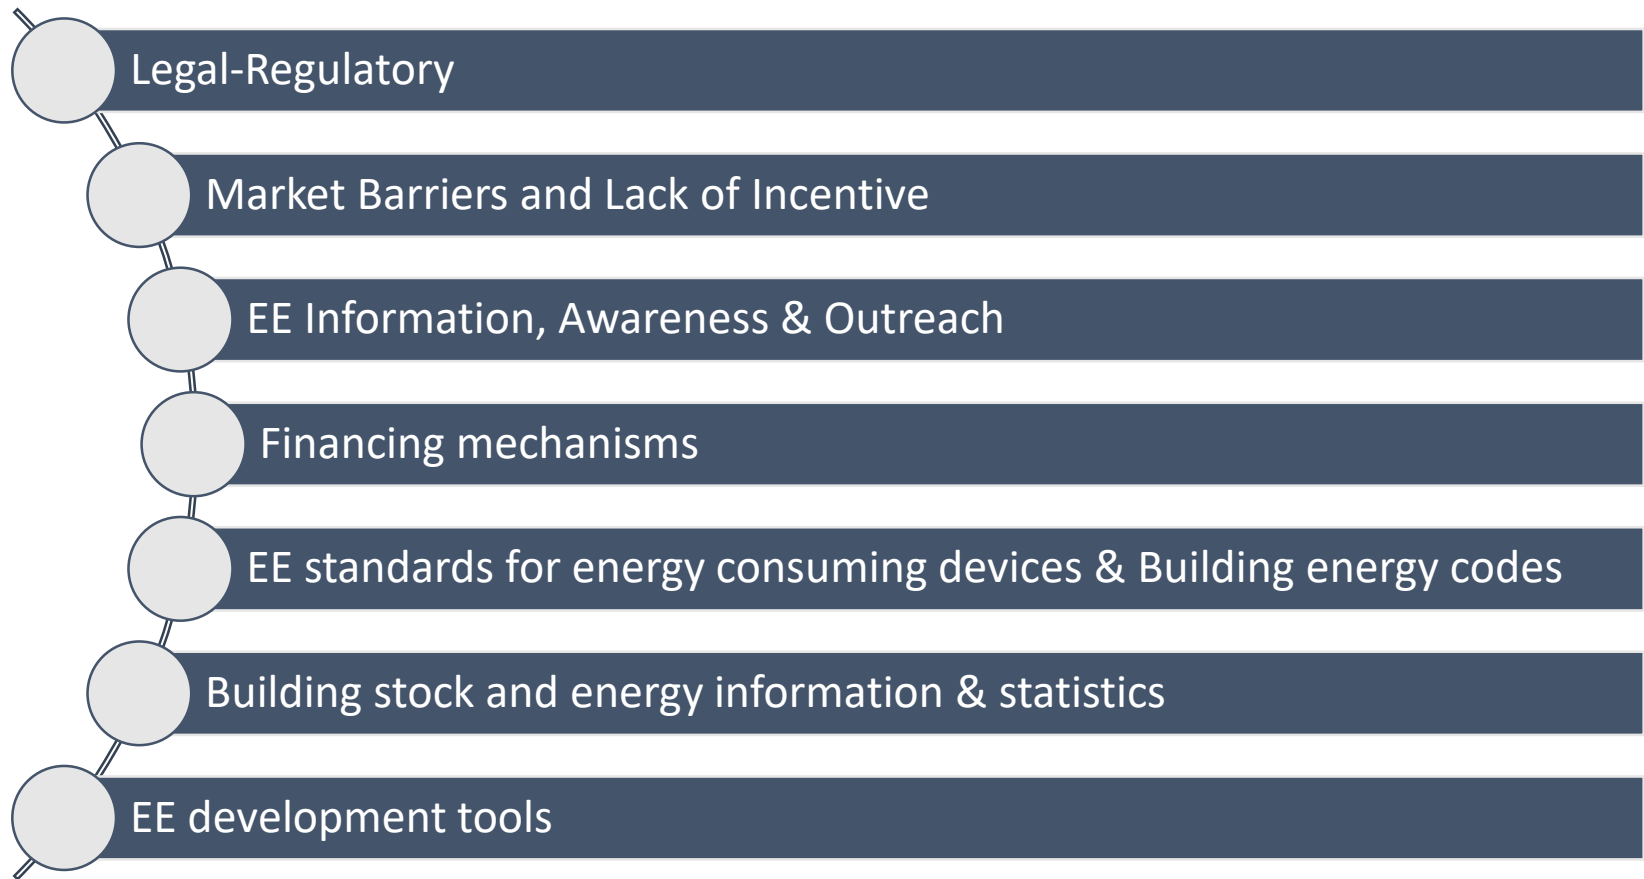 Legal-Regulatory
Market Barriers and Lack of Incentive
EE Information, Awareness & Outreach
Financing mechanisms
EE standards for energy consuming devices & Building energy codes
Building stock and energy information & statistics
EE development tools